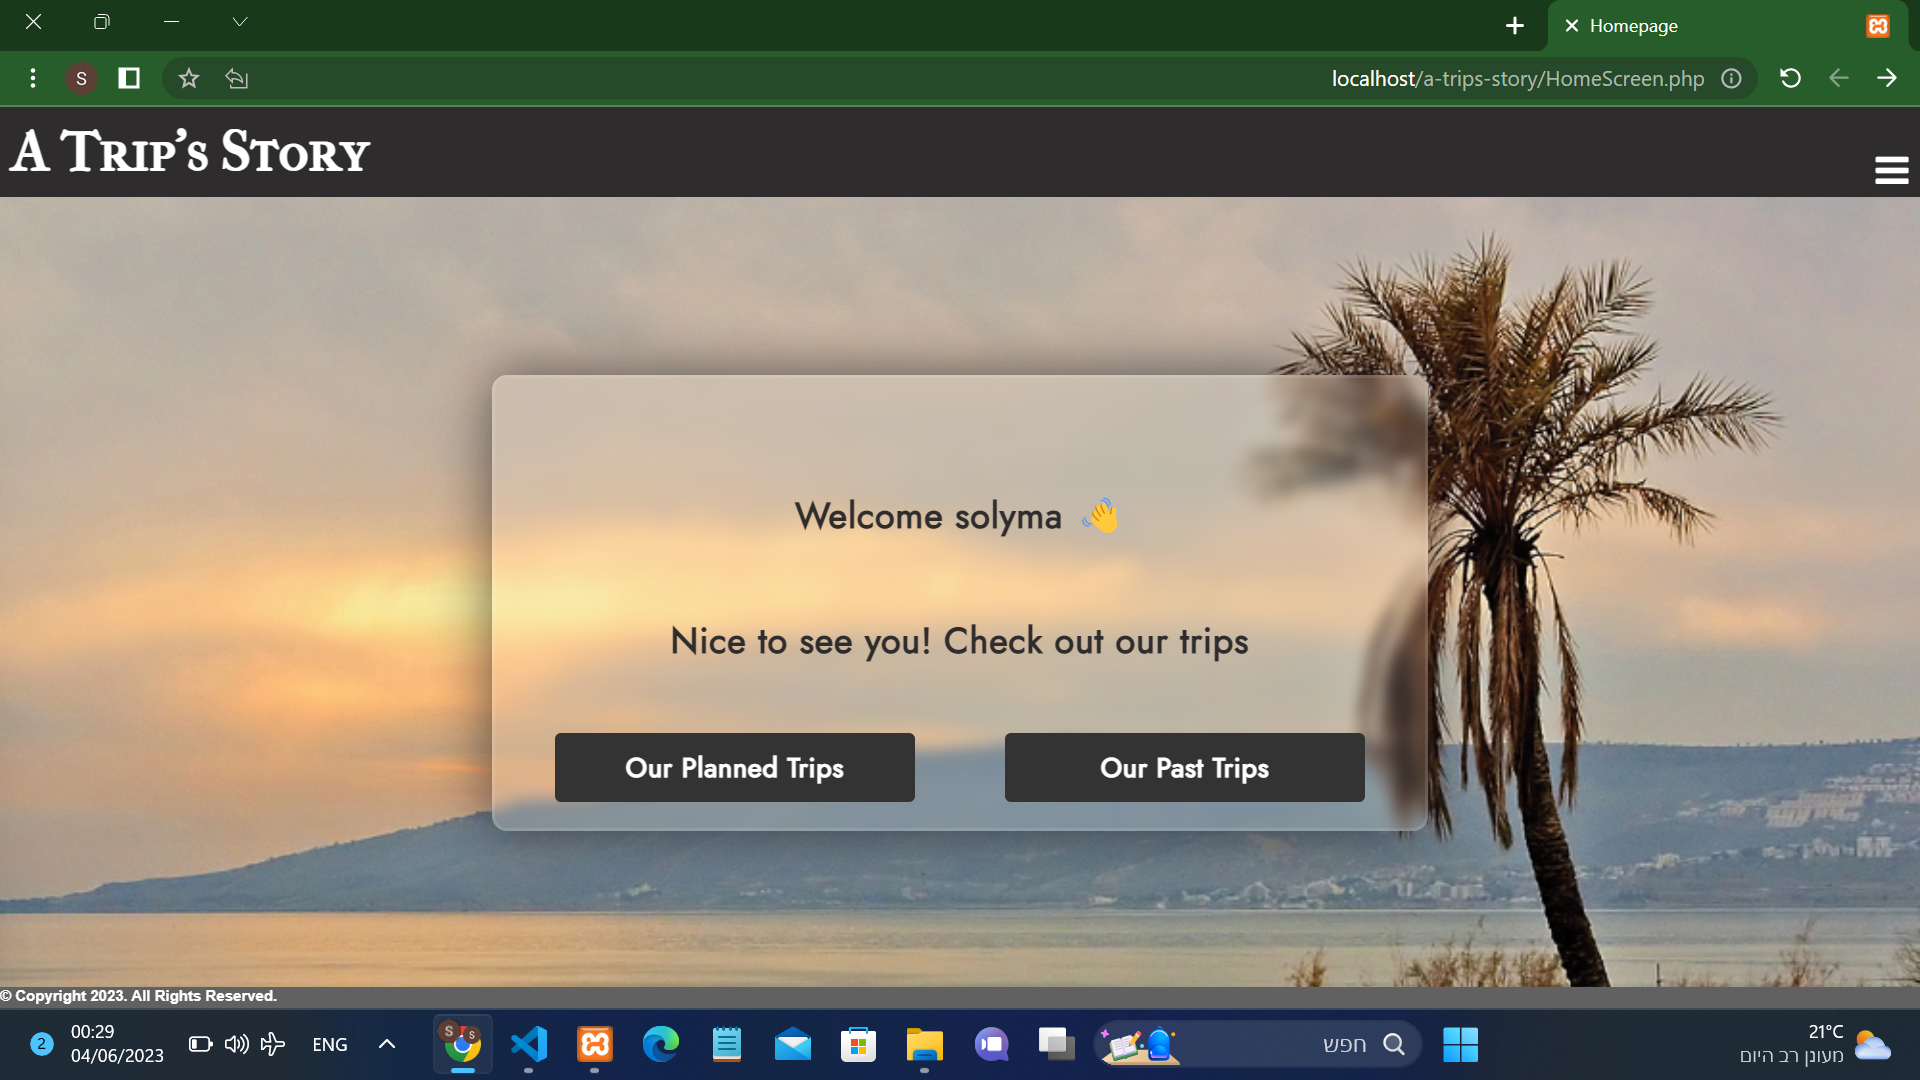 Homepage
S
localhost/a-trips-story/HomeScreen.php
A Trip's Story
Welcome solyma 👋
Nice to see you! Check out our trips
Our Planned Trips
Our Past Trips
© Copyright 2023. All Rights Reserved.
2
00:29
04/06/2023
ENG
S
S
חפש
21°C
מעונן רב היום